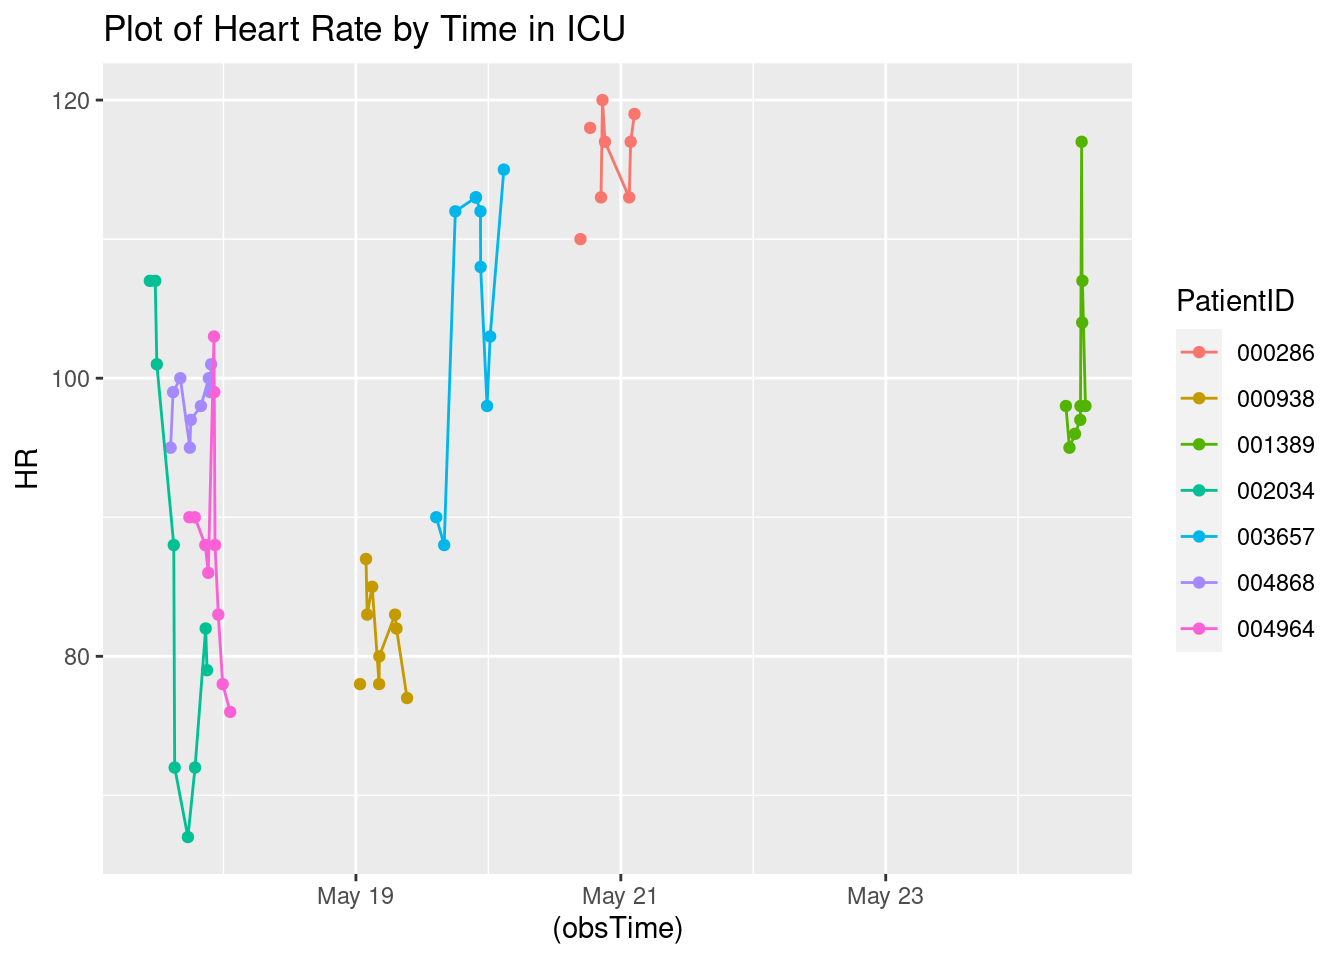 Plot of Heart Rate by Time in ICU
120
100
80
HR
May 19
May 21
May 23
(obsTime)
PatientID
000286
000938
001389
002034
003657
004868
004964